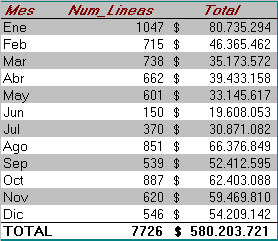 Mes Num_Lineas Total
Ene 1047 $ 80.735.294
Feb 715 $ 46.365.462
Mar 738 $ 35.173.572
Abr 662 $ 39.433.158
May 601 $ 33.145.617
Jun 150 $ 19.608.053
Jul 370 $ 30.871.082
Ago 851 $ 66.376.849
Sep 539 $ 52.412.595
Oct 887 $ 62.403.088
Nov 620 $ 59.469.810
Dic 546 $ 54.209.142
TOTAL 7726 $ 580.203.721